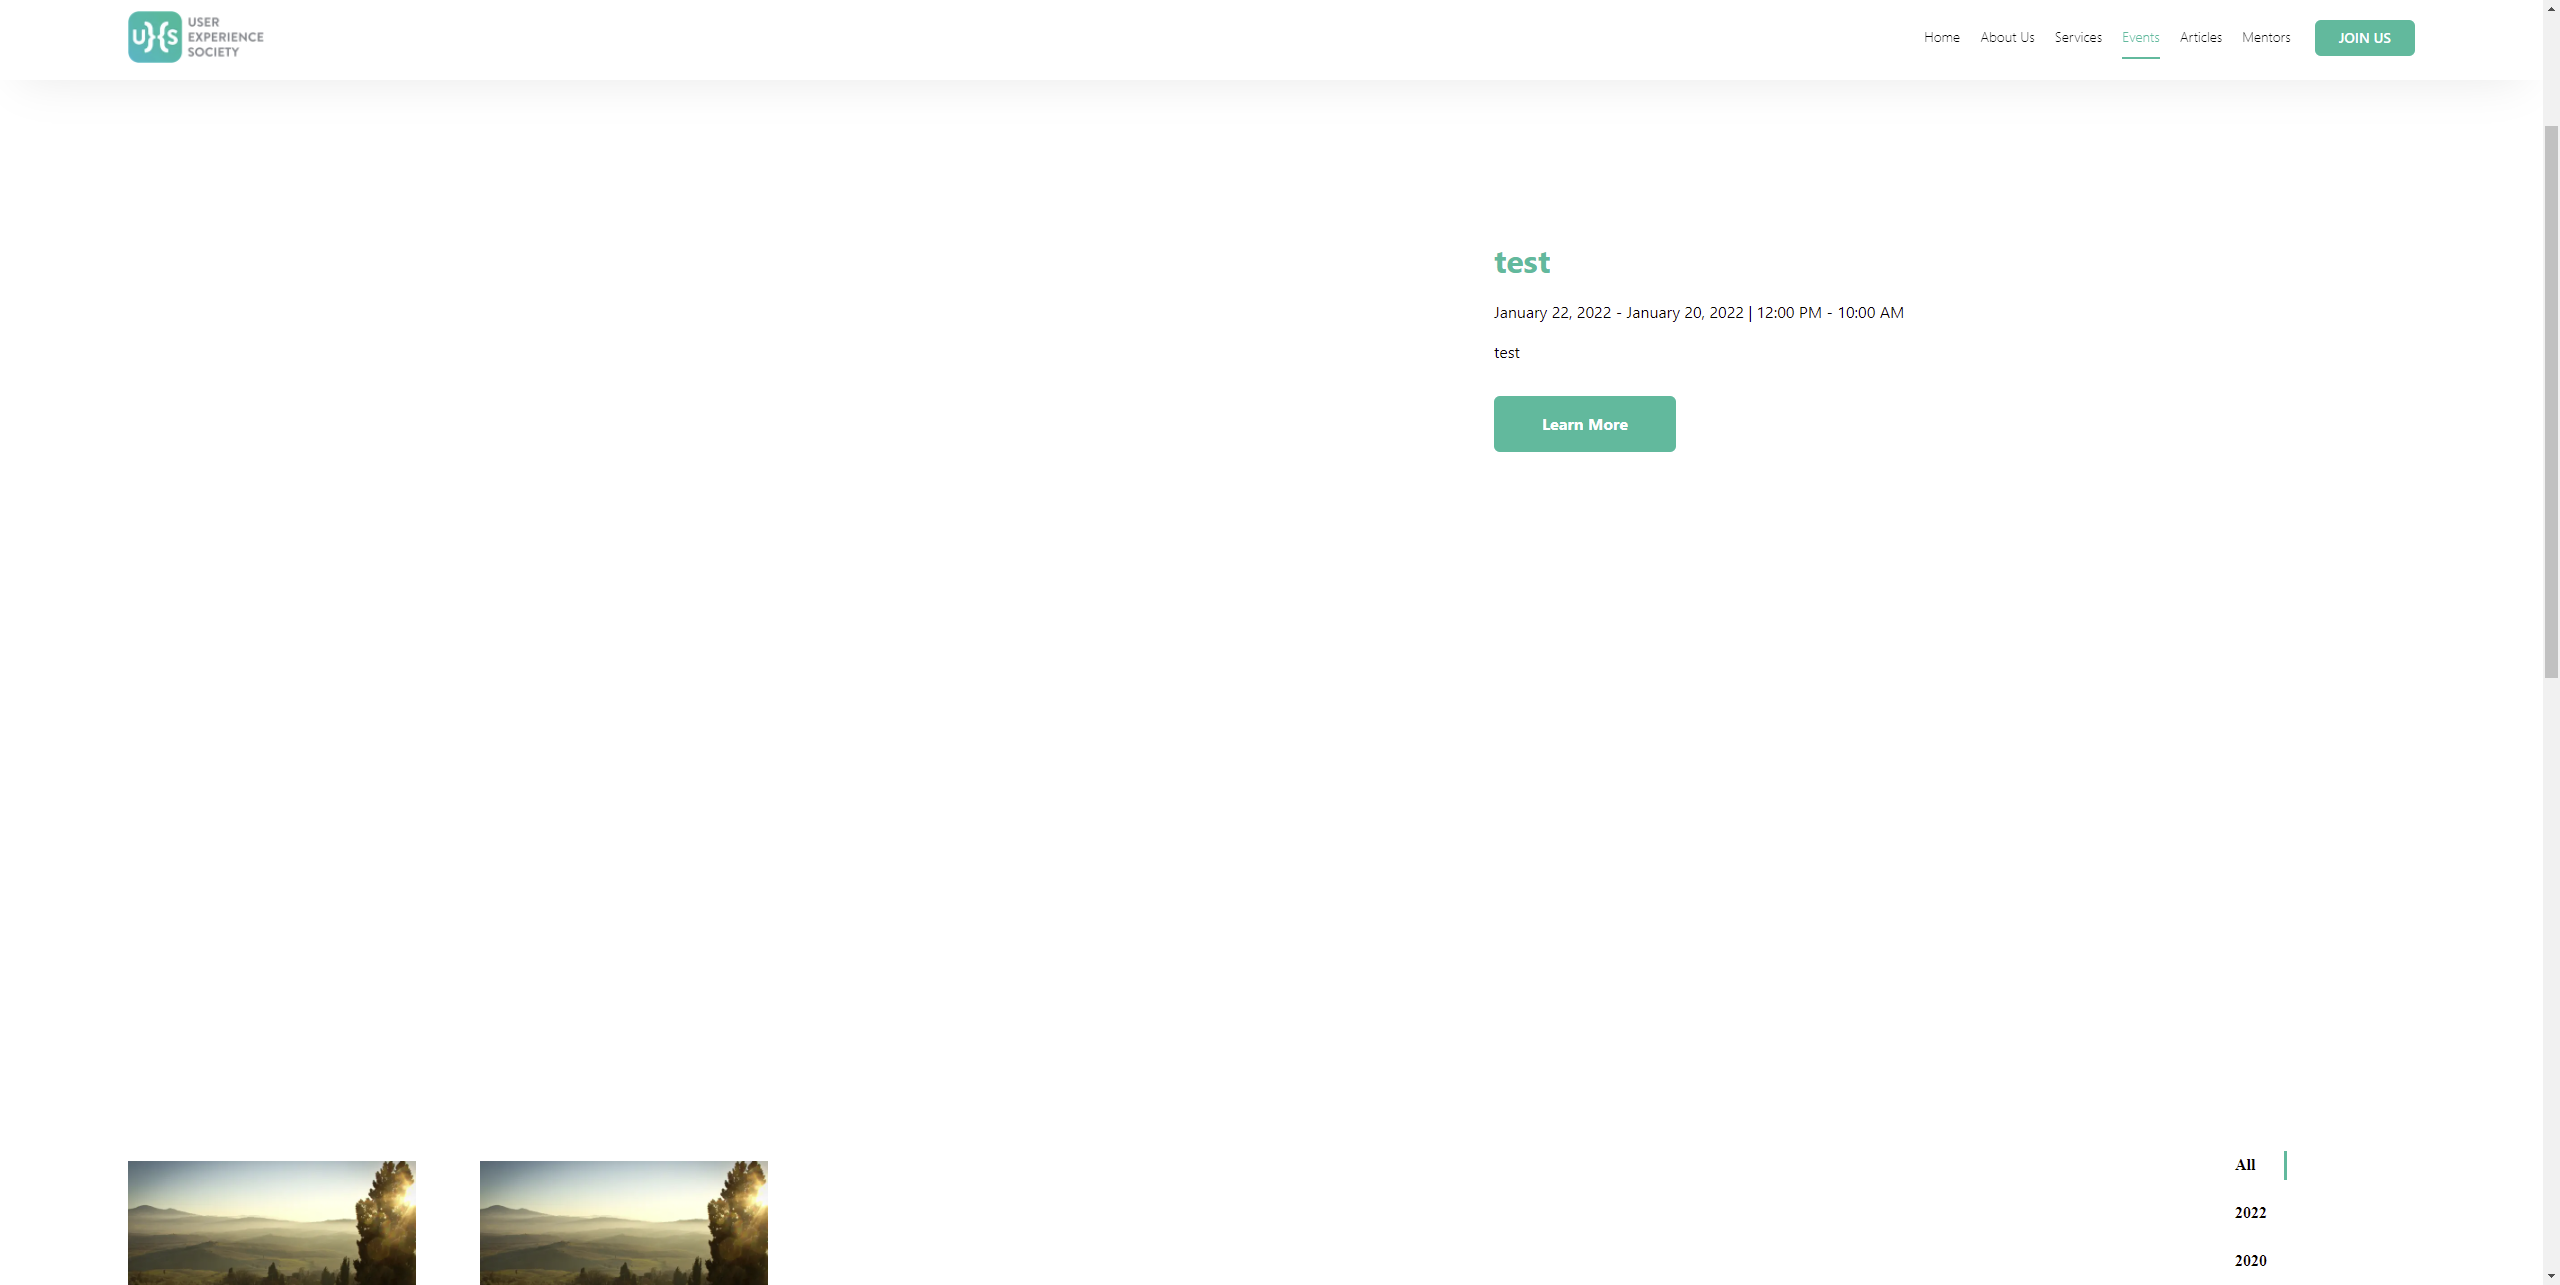 UXS
USER
EXPERIENCE
SOCIETY
Home About Us Services Events Articles Mentors JOIN US
test
January 22, 2022 - January 20, 2022 | 12:00 PM - 10:00 AM
test
Learn More
All
2022
2020